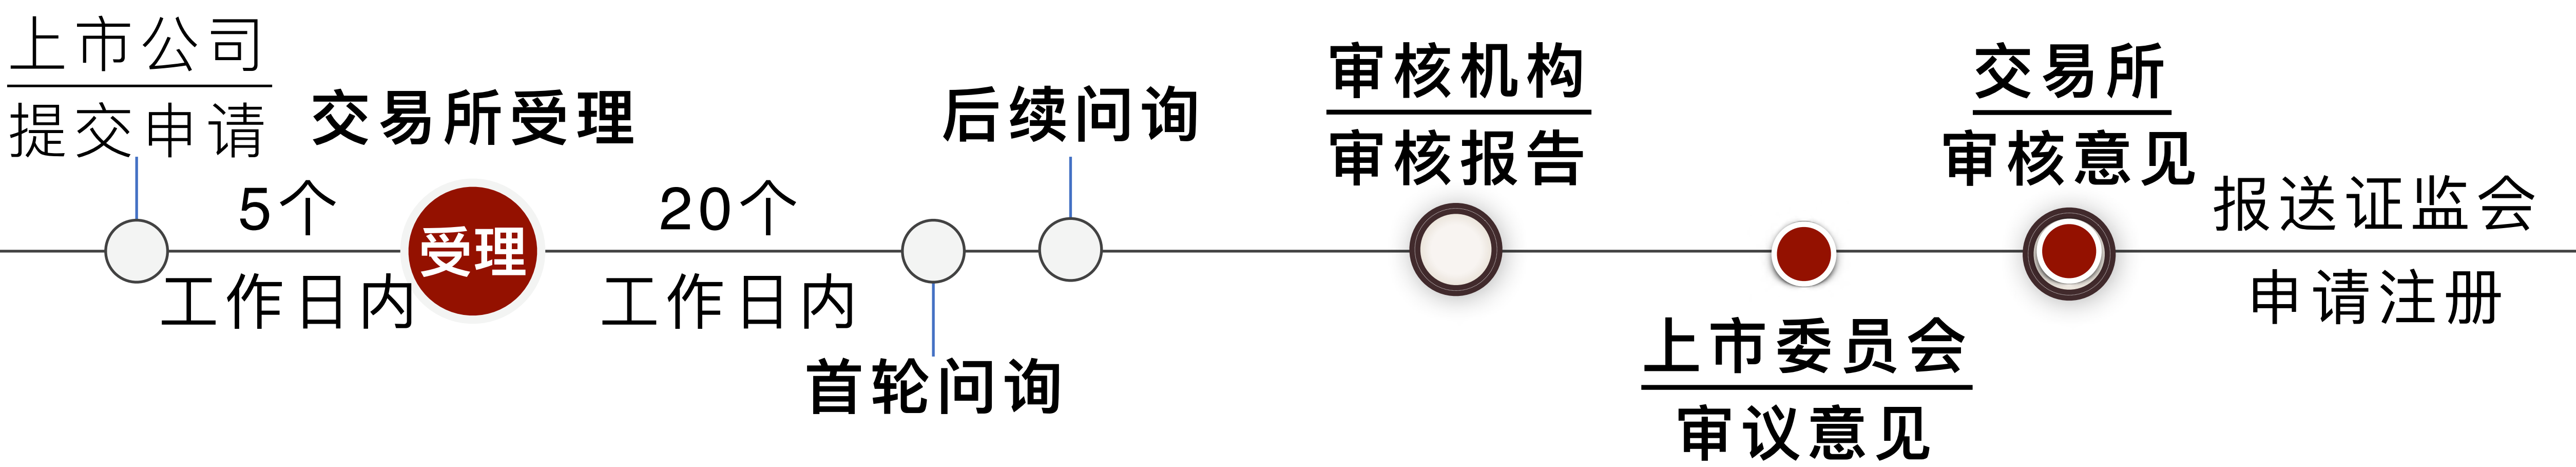 上市公司
提交申请
5个
工作日内
交易所受理
受理
20个
工作日内
首轮问询
后续问询
审核机构
审核报告
上市委员会
审议意见
交易所
审核意见
报送证监会
申请注册